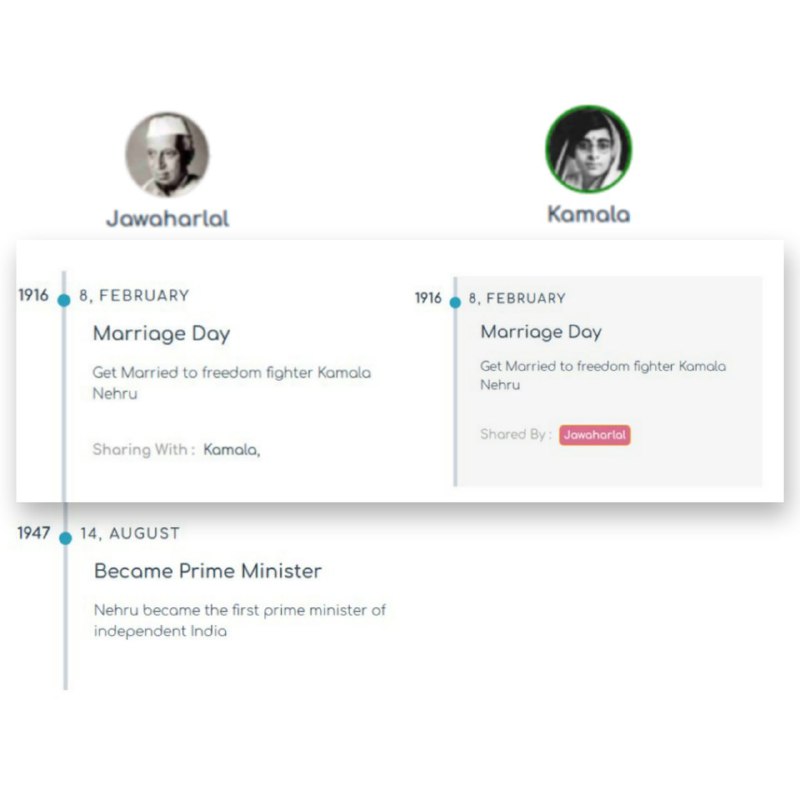 Jawaharlal
Kamala
1916 8, FEBRUARY
Marriage Day
Get Married to freedom fighter Kamala
Nehru
Sharing With : Kamala,
1916 8, FEBRUARY
Marriage Day
Get Married to freedom fighter Kamala
Nehru
Shared By : Jawaharlal
1947 14, AUGUST
Became Prime Minister
Nehru became the first prime minister of
independent India